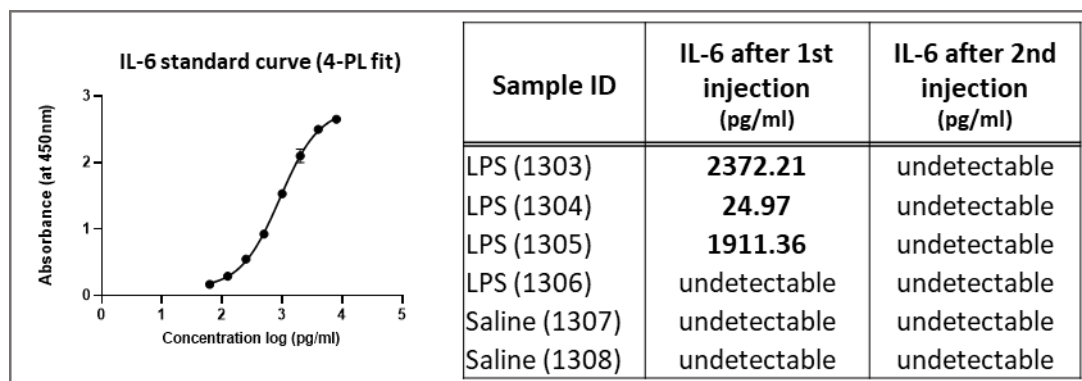 IL-6 standard curve (4-PL fit)
3
2
1
0
Absorbance (at 450nm)
0 1 2 3 4 5
Concentration log (pg/ml)
Sample ID
IL-6 after 1st
injection
(pg/ml)
IL-6 after 2nd
injection
(pg/ml)
LPS (1303) 2372.21 undetectable
LPS (1304) 24.97 undetectable
LPS (1305) 1911.36 undetectable
LPS (1306) undetectable undetectable
Saline (1307) undetectable undetectable
Saline (1308) undetectable undetectable